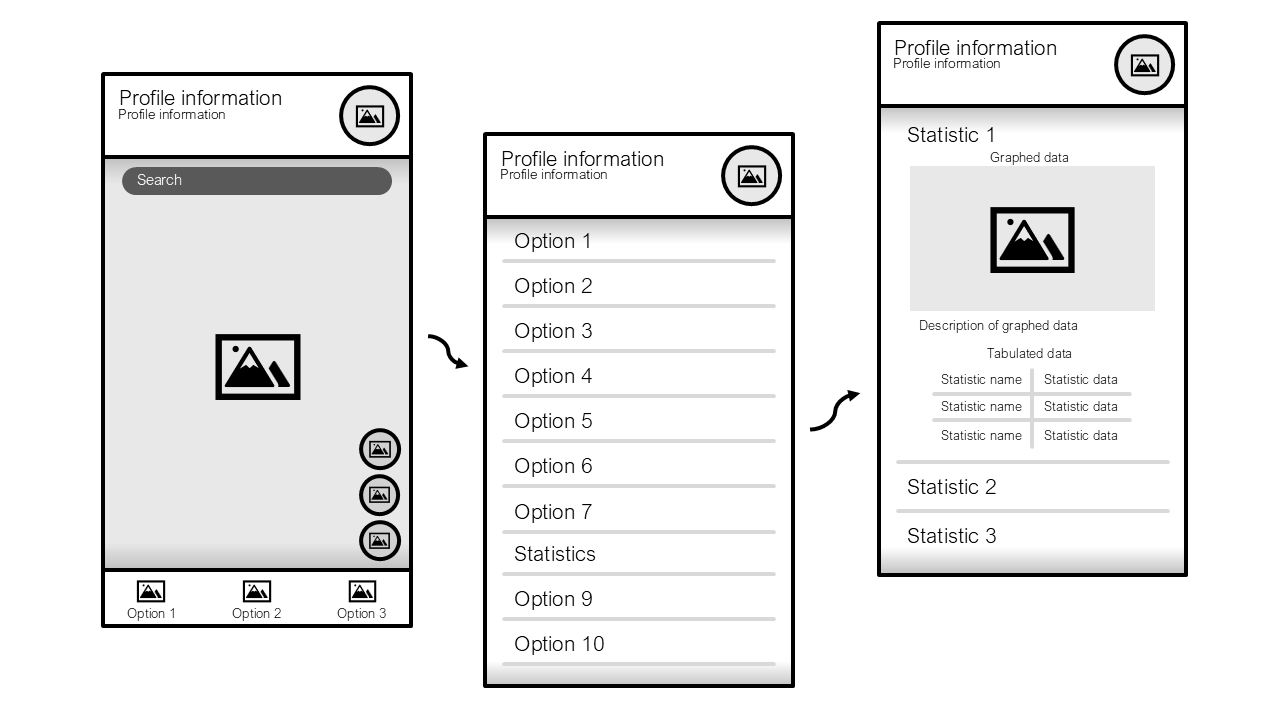 Profile information
Profile information
Search
Option 1
Option 2
Option 3
Profile information
Profile information
Option 1
Option 2
Option 3
Option 4
Option 5
Option 6
Option 7
Statistics
Option 9
Option 10
Profile information
Profile information
Statistic 1
Graphed data
Description of graphed data
Tabulated data
Statistic name Statistic data
Statistic name Statistic data
Statistic name Statistic data
Statistic 2
Statistic 3